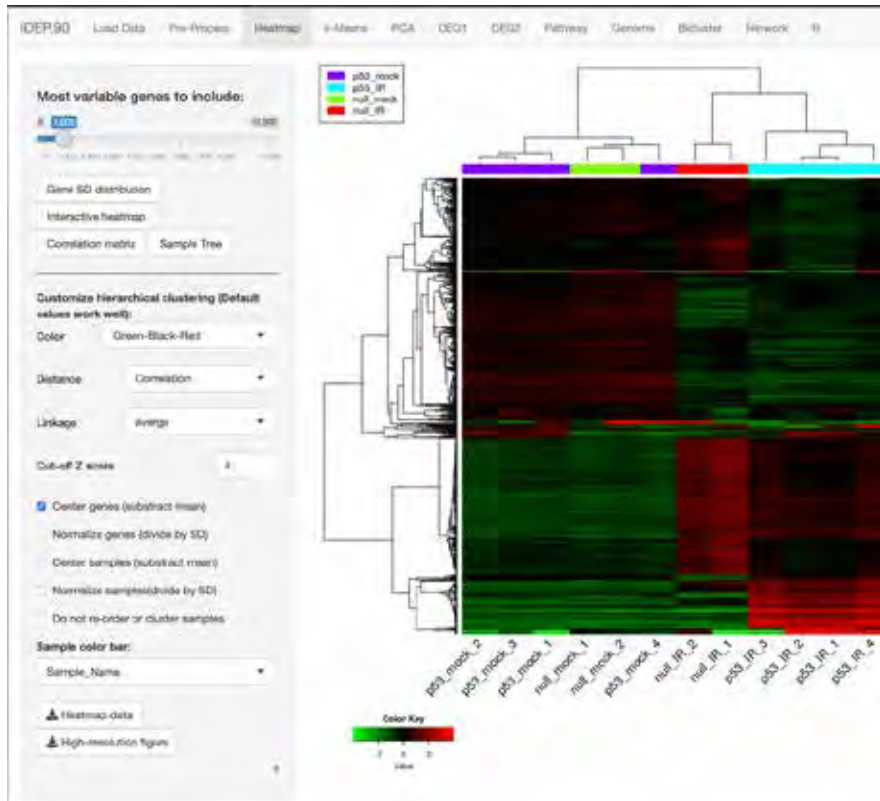 iDEP.90 Load Data Pre-Process Heatmap k-Means PCA DEG1 DEG2 Pathway Genome Bicluster Network R
Most variable genes to include:
Gene SD distribution
Interactive heatmap
Correlation matrix Sample Tree
Customize hierarchical clustering (Default
values work well):
Color Green-Black-Red
Distance Correlation
Linkage average
Cut-off Z score
Center genes (substract mean)
Normalize genes (divide by SD)
Center samples (substract mean)
Normalize samples(divide by SD)
Do not re-order or cluster samples
Sample color bar:
Sample_Name
Heatmap data
High-resolution figure
p53_mock
p53_IR
null_mock
null_IR
p53_mock_2
p53_mock_3
p53_mock_1
null_mock_1
null_mock_2
p53_mock_4
null_IR_2
null_IR_1
p53_IR_3
p53_IR_2
p53_IR_1
p53_IR_4
Color Key
Value